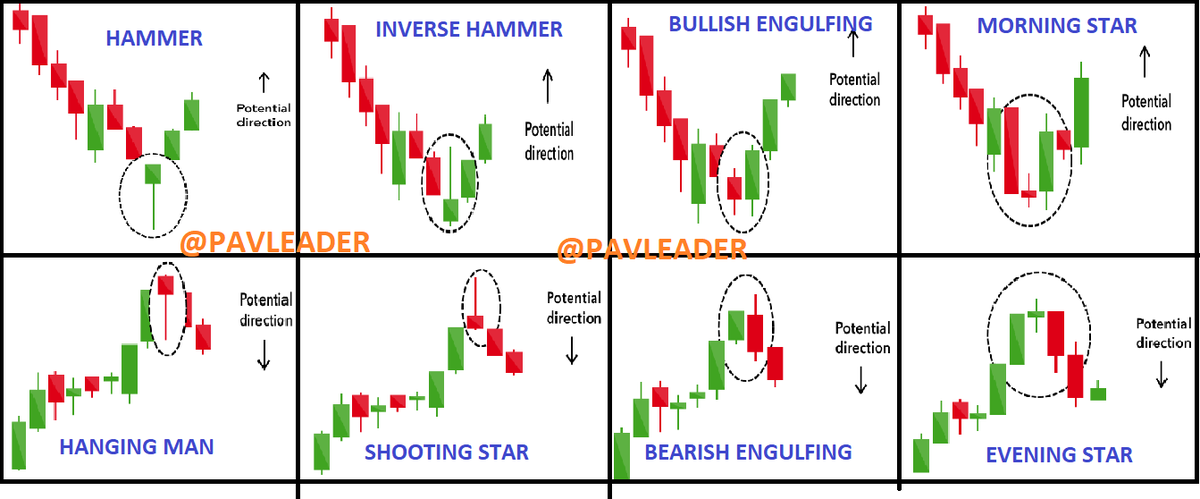 HAMMER
Potential
direction
INVERSE HAMMER
Potential
direction
BULLISH ENGULFING
Potential
direction
MORNING STAR
Potential
direction
@PAVLEADER
@PAVLEADER
Potential
direction
HANGING MAN
Potential
direction
SHOOTING STAR
Potential
direction
BEARISH ENGULFING
Potential
direction
EVENING STAR